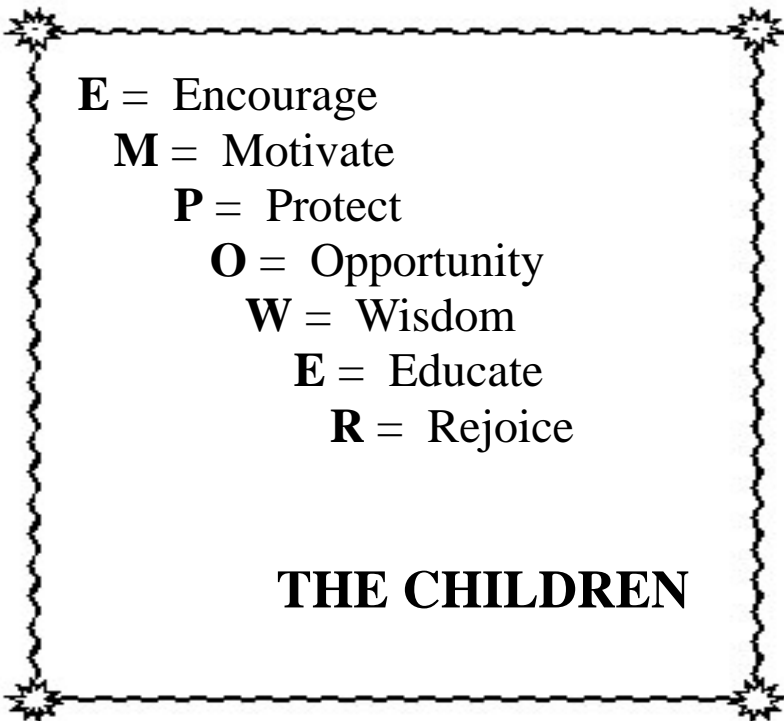 E = Encourage
M = Motivate
P = Protect
O = Opportunity
W = Wisdom
E = Educate
R = Rejoice
THE CHILDREN